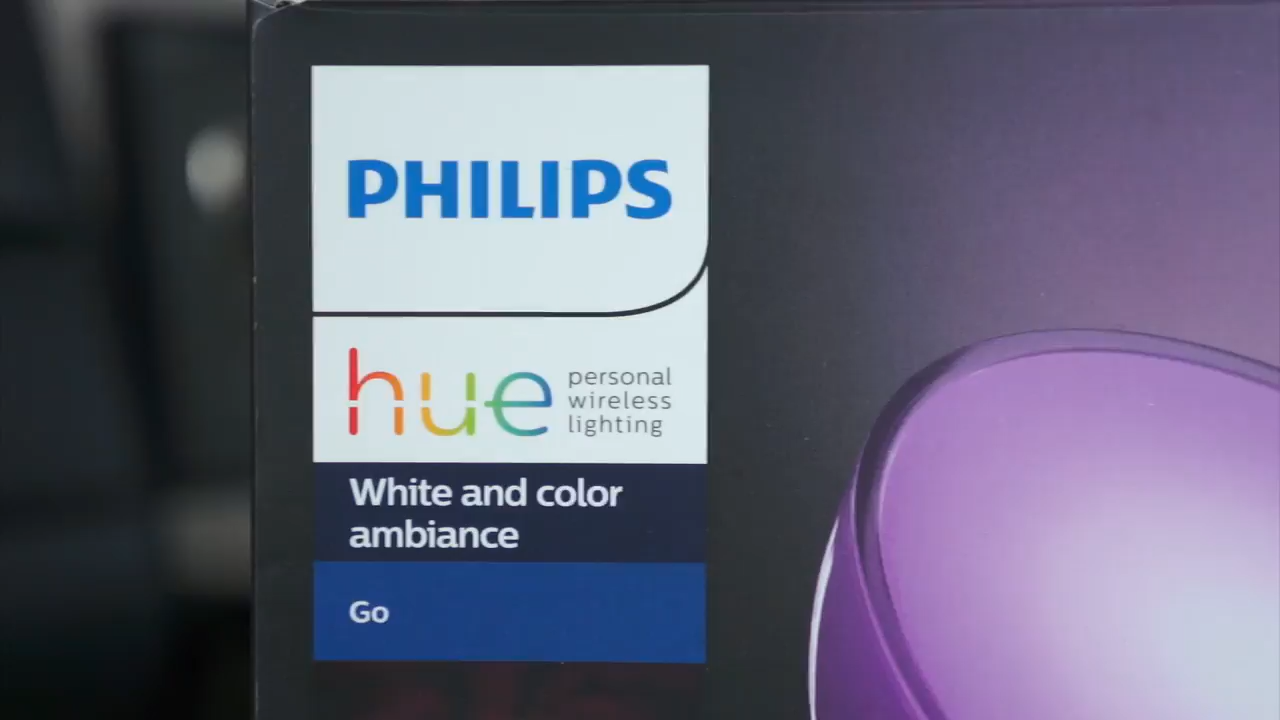 PHILIPS
hue
personal
wireless
lighting
White and color
ambiance
Go